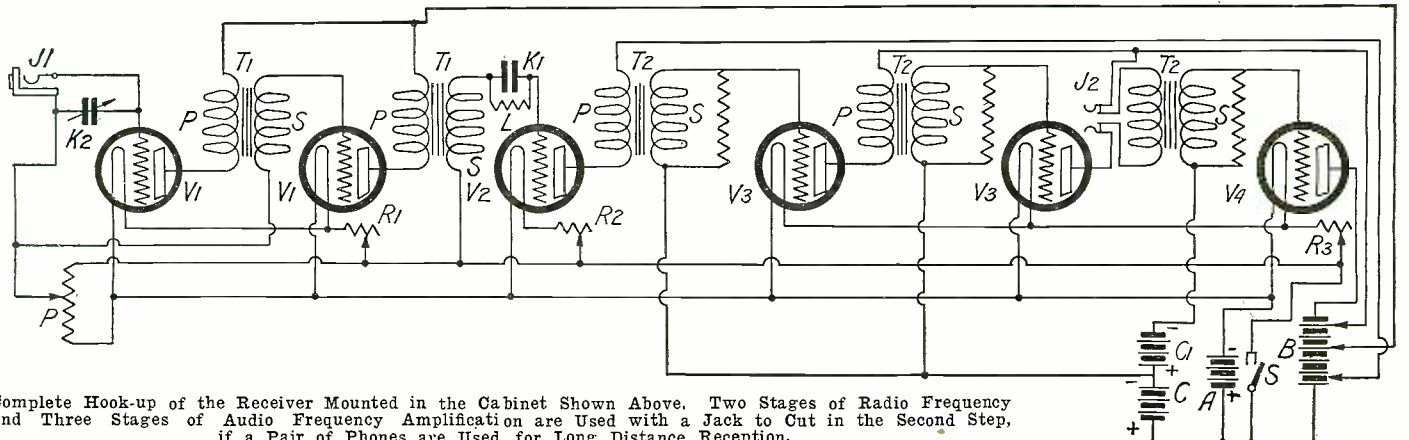 J1
K2
P
V1
T1
P
S
V1
R1
T1
P
S
K1
L
V2
R2
T2
P
S
V3
T2
P
S
V3
J2
T2
S
V4
R3
P
B
C1
C
A
S
- + - + - +
omplete Hook-up of the Receiver Mounted in the Cabinet Shown Above. Two Stages of Radio Frequency
nd Three Stages of Audio Frequency Amplification are Used with a Jack to Cut in the Second Step,
if a Pair of Phones are Used for Long Distance Reception.